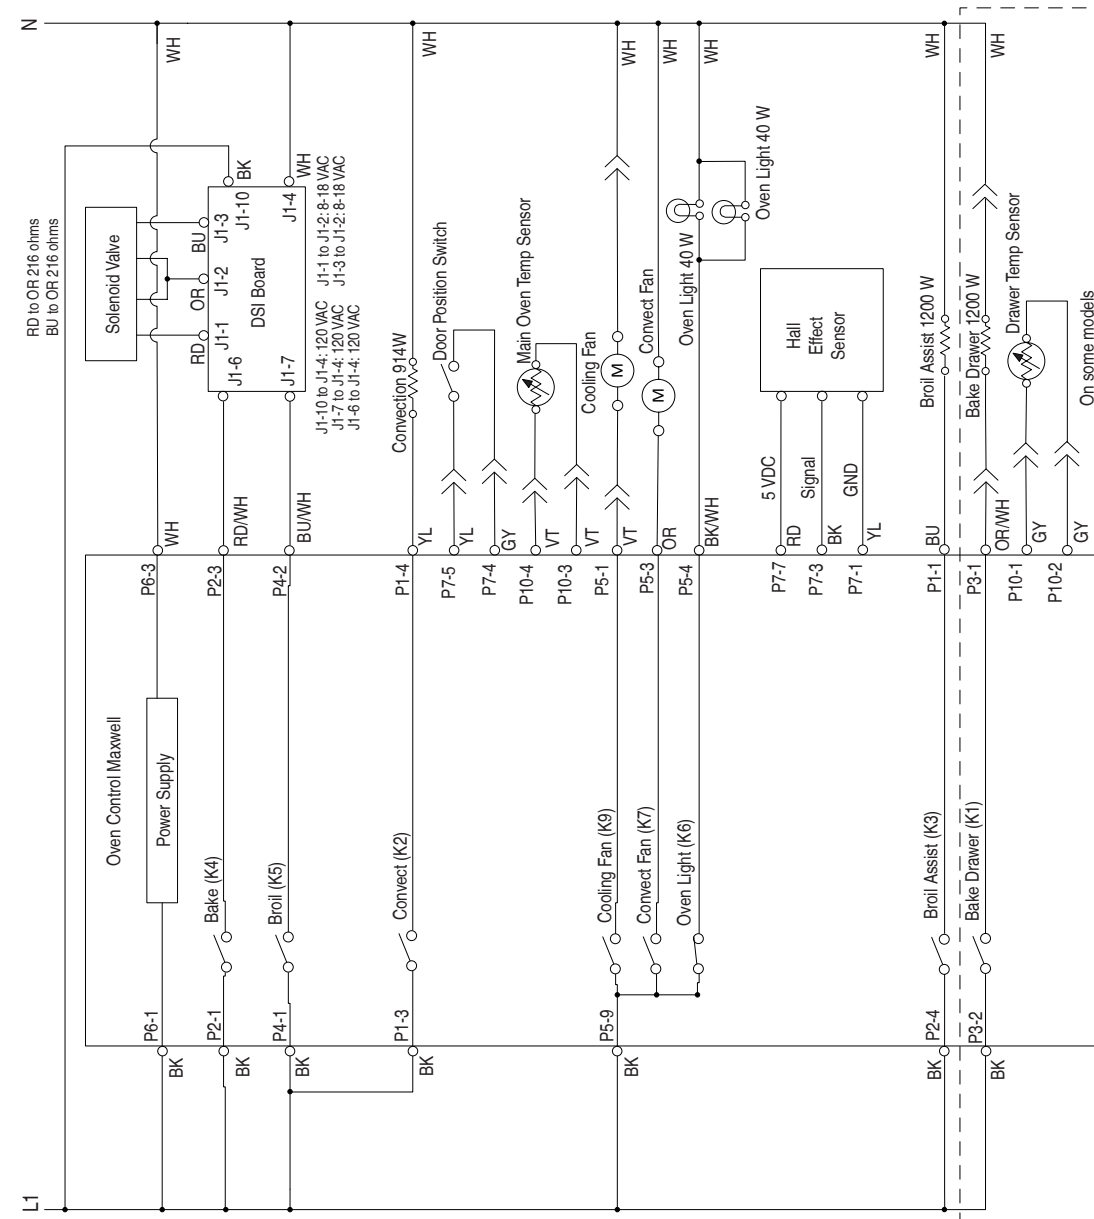 N
L1
RD to OR 216 ohms
BU to OR 216 ohms
Solenoid Valve
RD
OR
BU
BK
WH
J1-1
J1-2
J1-3
J1-10
DSI Board
J1-6
J1-7
J1-4
J1-10 to J1-4: 120 VAC
J1-7 to J1-4: 120 VAC
J1-6 to J1-4: 120 VAC
J1-1 to J1-2: 8-18 VAC
J1-3 to J1-2: 8-18 VAC
WH
WH
WH
WH
WH
WH
WH
Oven Control Maxwell
Power Supply
BK
P6-1
P6-3
WH
BK
P2-1
Bake (K4)
P2-3
RD/WH
BK
P4-1
Broil (K5)
P4-2
BU/WH
BK
P1-3
Convect (K2)
P1-4
YL
Convection 914W
P7-5
YL
Door Position Switch
P7-4
GY
P10-4
VT
Main Oven Temp Sensor
P10-3
VT
BK
P5-9
Cooling Fan (K9)
P5-1
VT
Cooling Fan
M
Convect Fan (K7)
P5-3
OR
Convect Fan
M
Oven Light (K6)
P5-4
BK/WH
Oven Light 40 W
Oven Light 40 W
P7-7
RD
5 VDC
P7-3
BK
Signal
P7-1
YL
GND
Hall
Effect
Sensor
BK
P2-4
Broil Assist (K3)
P1-1
BU
Broil Assist 1200 W
WH
BK
P3-2
Bake Drawer (K1)
P3-1
OR/WH
Bake Drawer 1200 W
P10-1
GY
Drawer Temp Sensor
P10-2
GY
On some models